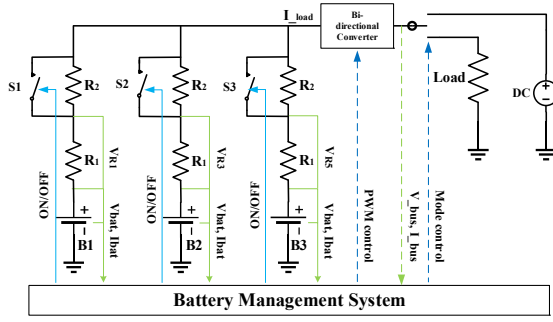 I_load
Bi-
directional
Converter
S1
R2
S2
R2
S3
R2
Load
DC
VR1
VR3
VR5
R1
R1
R1
ON/OFF
ON/OFF
ON/OFF
Vbat, Ibat
Vbat, Ibat
Vbat, Ibat
PWM control
V_bus, I_bus
Mode control
+
B1
+
B2
+
B3
Battery Management System